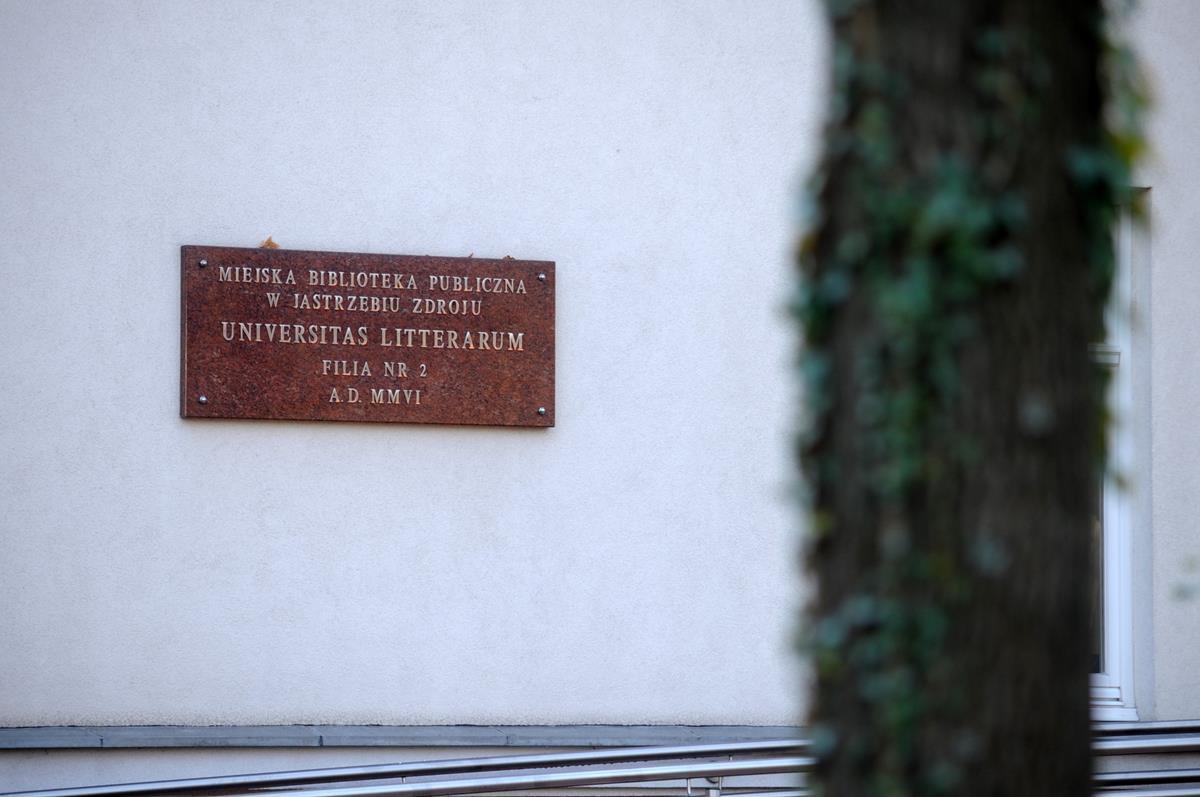 MIEJSKA BIBLIOTEKA PUBLICZNA
W JASTRZEBIU ZDROJU
UNIVERSITAS LITTERARUM
FILIA NR 2
A.D. MMVI